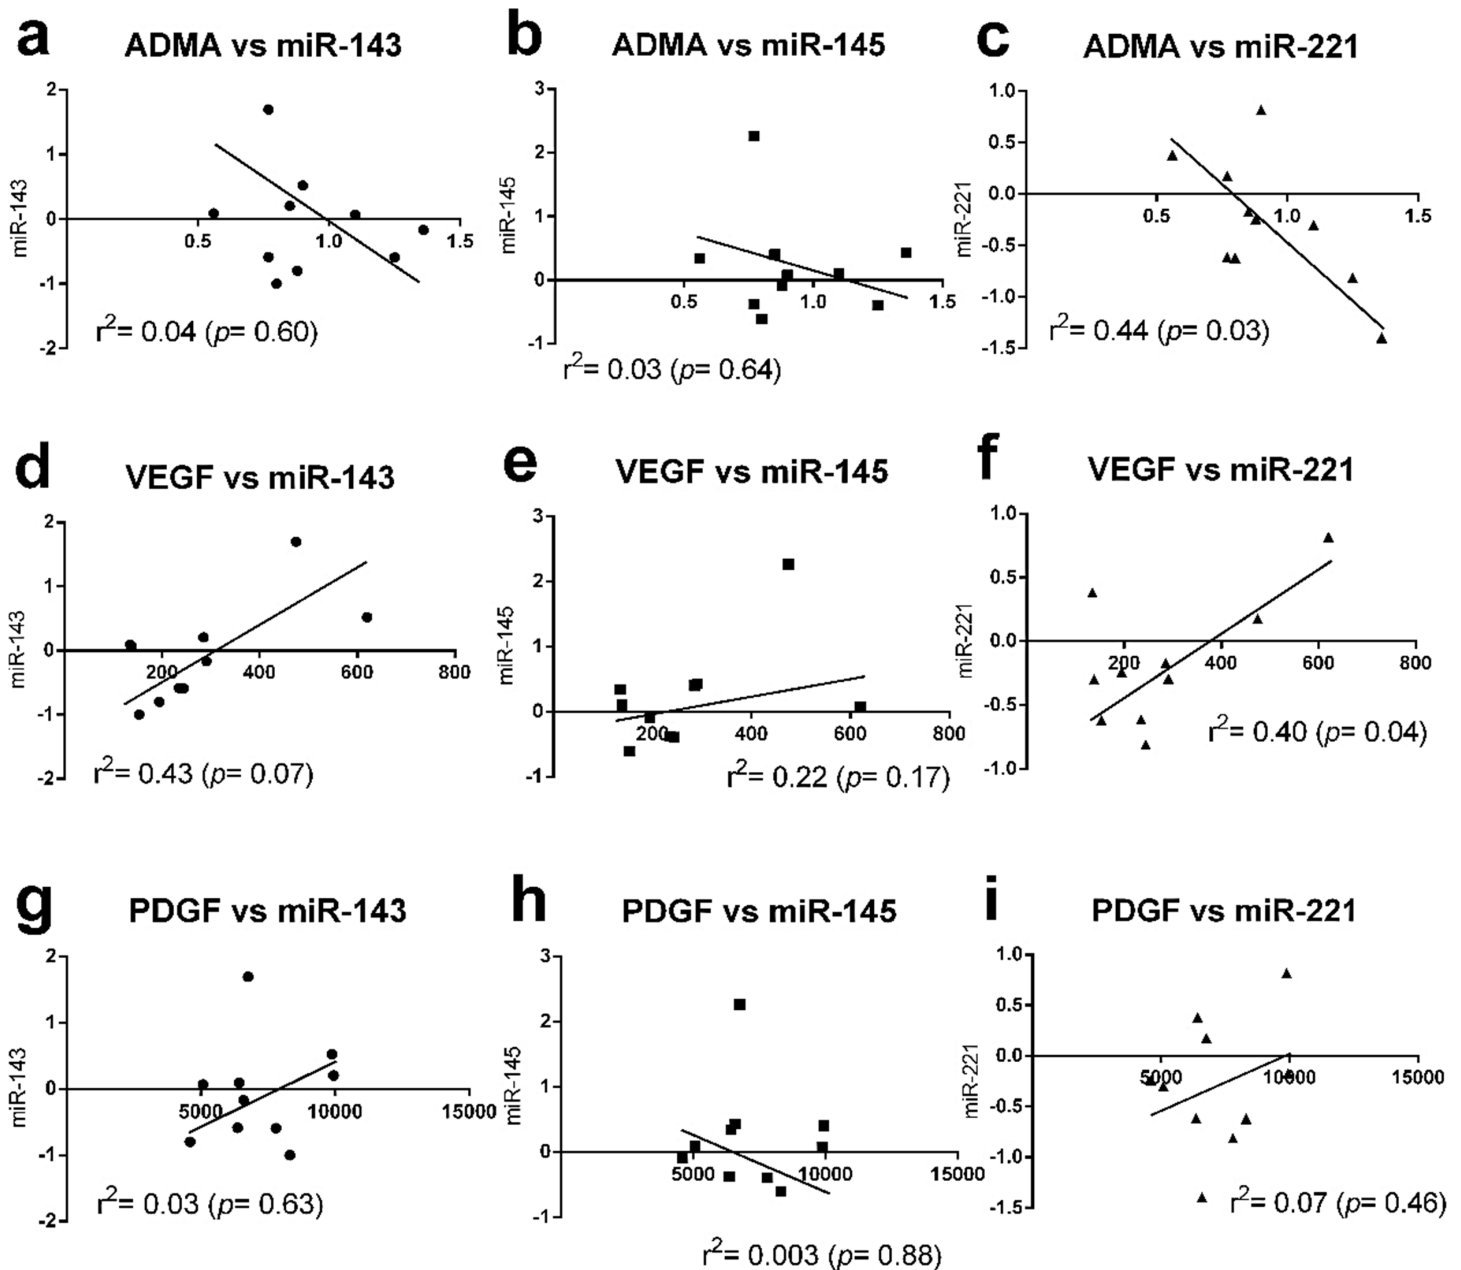 a ADMA vs miR-143
2
1
0
-1
-2
0.5 1.0 1.5
miR-143
r²= 0.04 (p= 0.60)
b ADMA vs miR-145
3
2
1
0
-1
0.5 1.0 1.5
miR-145
r²= 0.03 (p= 0.64)
c ADMA vs miR-221
1.0
0.5
0.0
-0.5
-1.0
-1.5
0.5 1.0 1.5
miR-221
r²= 0.44 (p= 0.03)
d VEGF vs miR-143
2
1
0
-1
-2
200 400 600 800
miR-143
r²= 0.43 (p= 0.07)
e VEGF vs miR-145
3
2
1
0
-1
200 400 600 800
miR-145
r²= 0.22 (p= 0.17)
f VEGF vs miR-221
1.0
0.5
0.0
-0.5
-1.0
200 400 600 800
miR-221
r²= 0.40 (p= 0.04)
g PDGF vs miR-143
2
1
0
-1
-2
5000 10000 15000
miR-143
r²= 0.03 (p= 0.63)
h PDGF vs miR-145
3
2
1
0
-1
5000 10000 15000
miR-145
r²= 0.003 (p= 0.88)
i PDGF vs miR-221
1.0
0.5
0.0
-0.5
-1.0
-1.5
5000 10000 15000
miR-221
r²= 0.07 (p= 0.46)